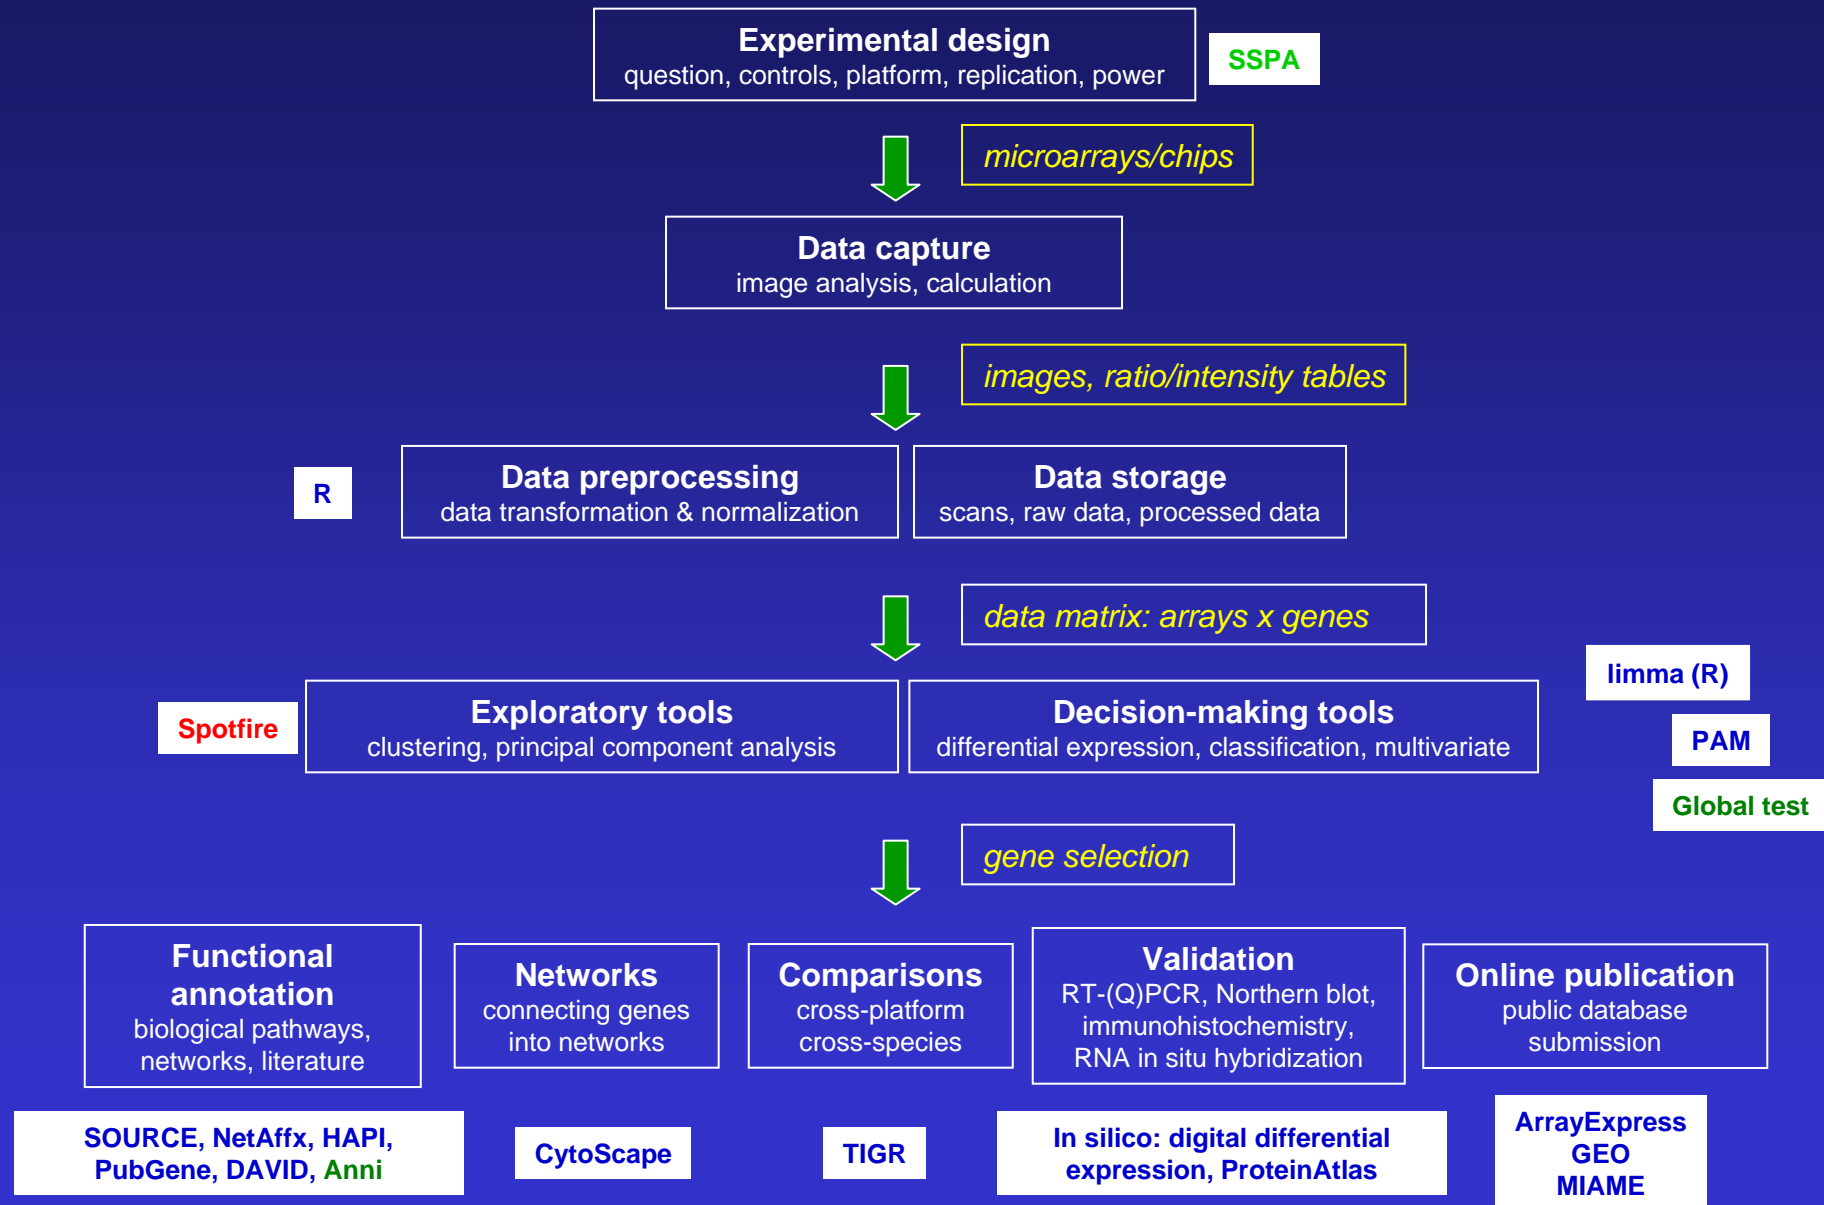 Experimental design
question, controls, platform, replication, power
SSPA
microarrays/chips
Data capture
image analysis, calculation
images, ratio/intensity tables
R
Data preprocessing
data transformation & normalization
Data storage
scans, raw data, processed data
data matrix: arrays x genes
Spotfire
Exploratory tools
clustering, principal component analysis
Decision-making tools
differential expression, classification, multivariate
limma (R)
PAM
Global test
gene selection
Functional
annotation
biological pathways,
networks, literature
Networks
connecting genes
into networks
Comparisons
cross-platform
cross-species
Validation
RT-(Q)PCR, Northern blot,
immunohistochemistry,
RNA in situ hybridization
Online publication
public database
submission
SOURCE, NetAffx, HAPI,
PubGene, DAVID, Anni
CytoScape
TIGR
In silico: digital differential
expression, ProteinAtlas
ArrayExpress
GEO
MIAME